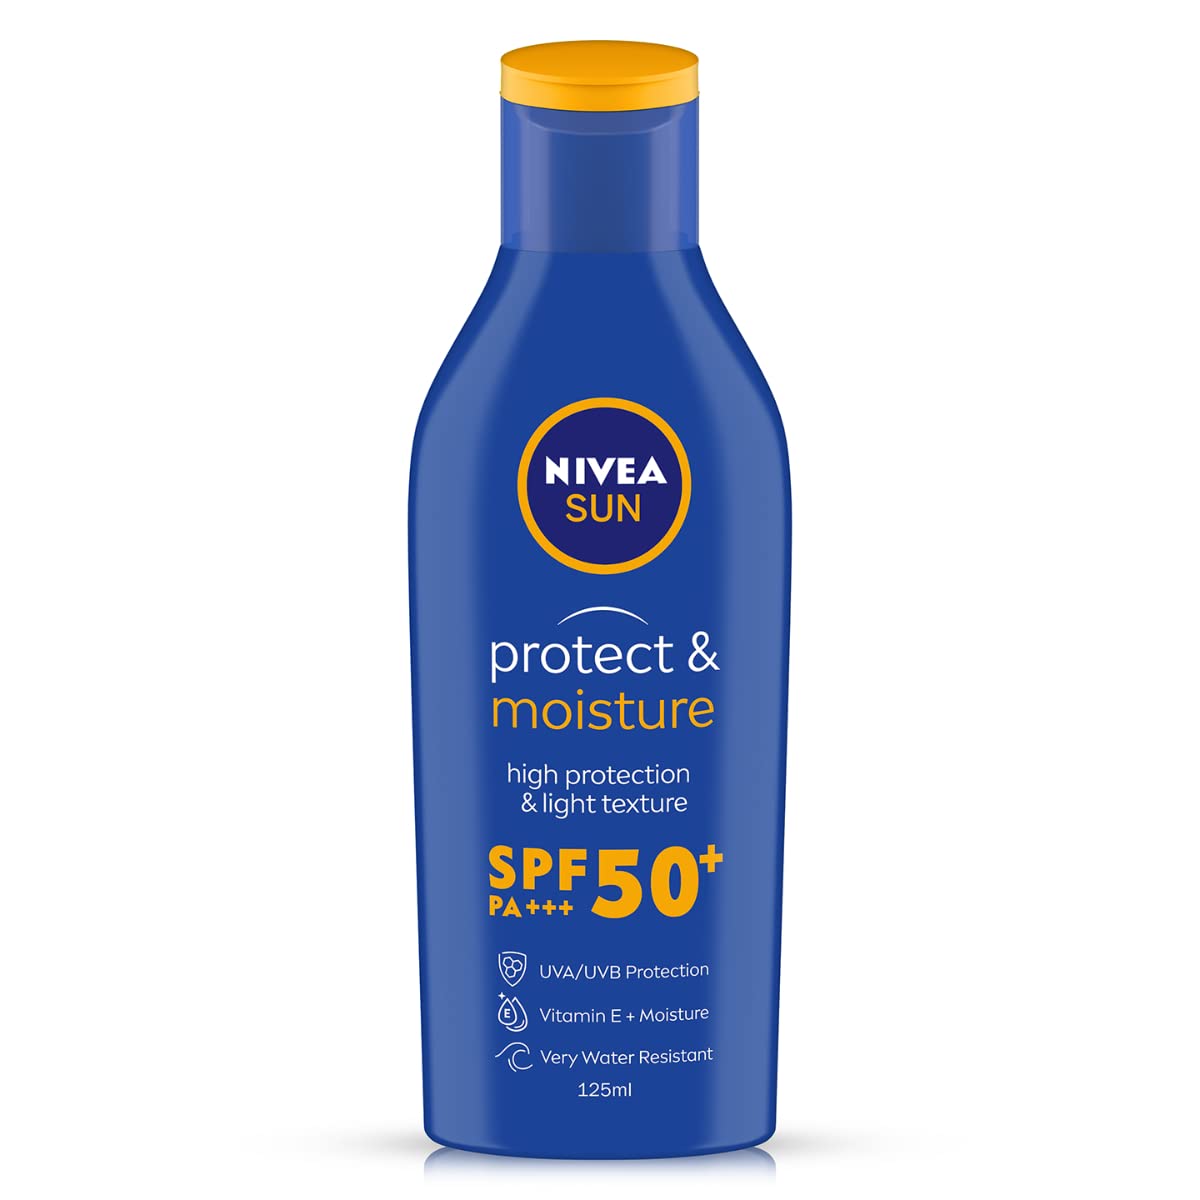 NIVEA
SUN
protect &
moisture
high protection
& light texture
SPF 50+
PA+++
UVA/UVB Protection
E
Vitamin E + Moisture
Very Water Resistant
125ml